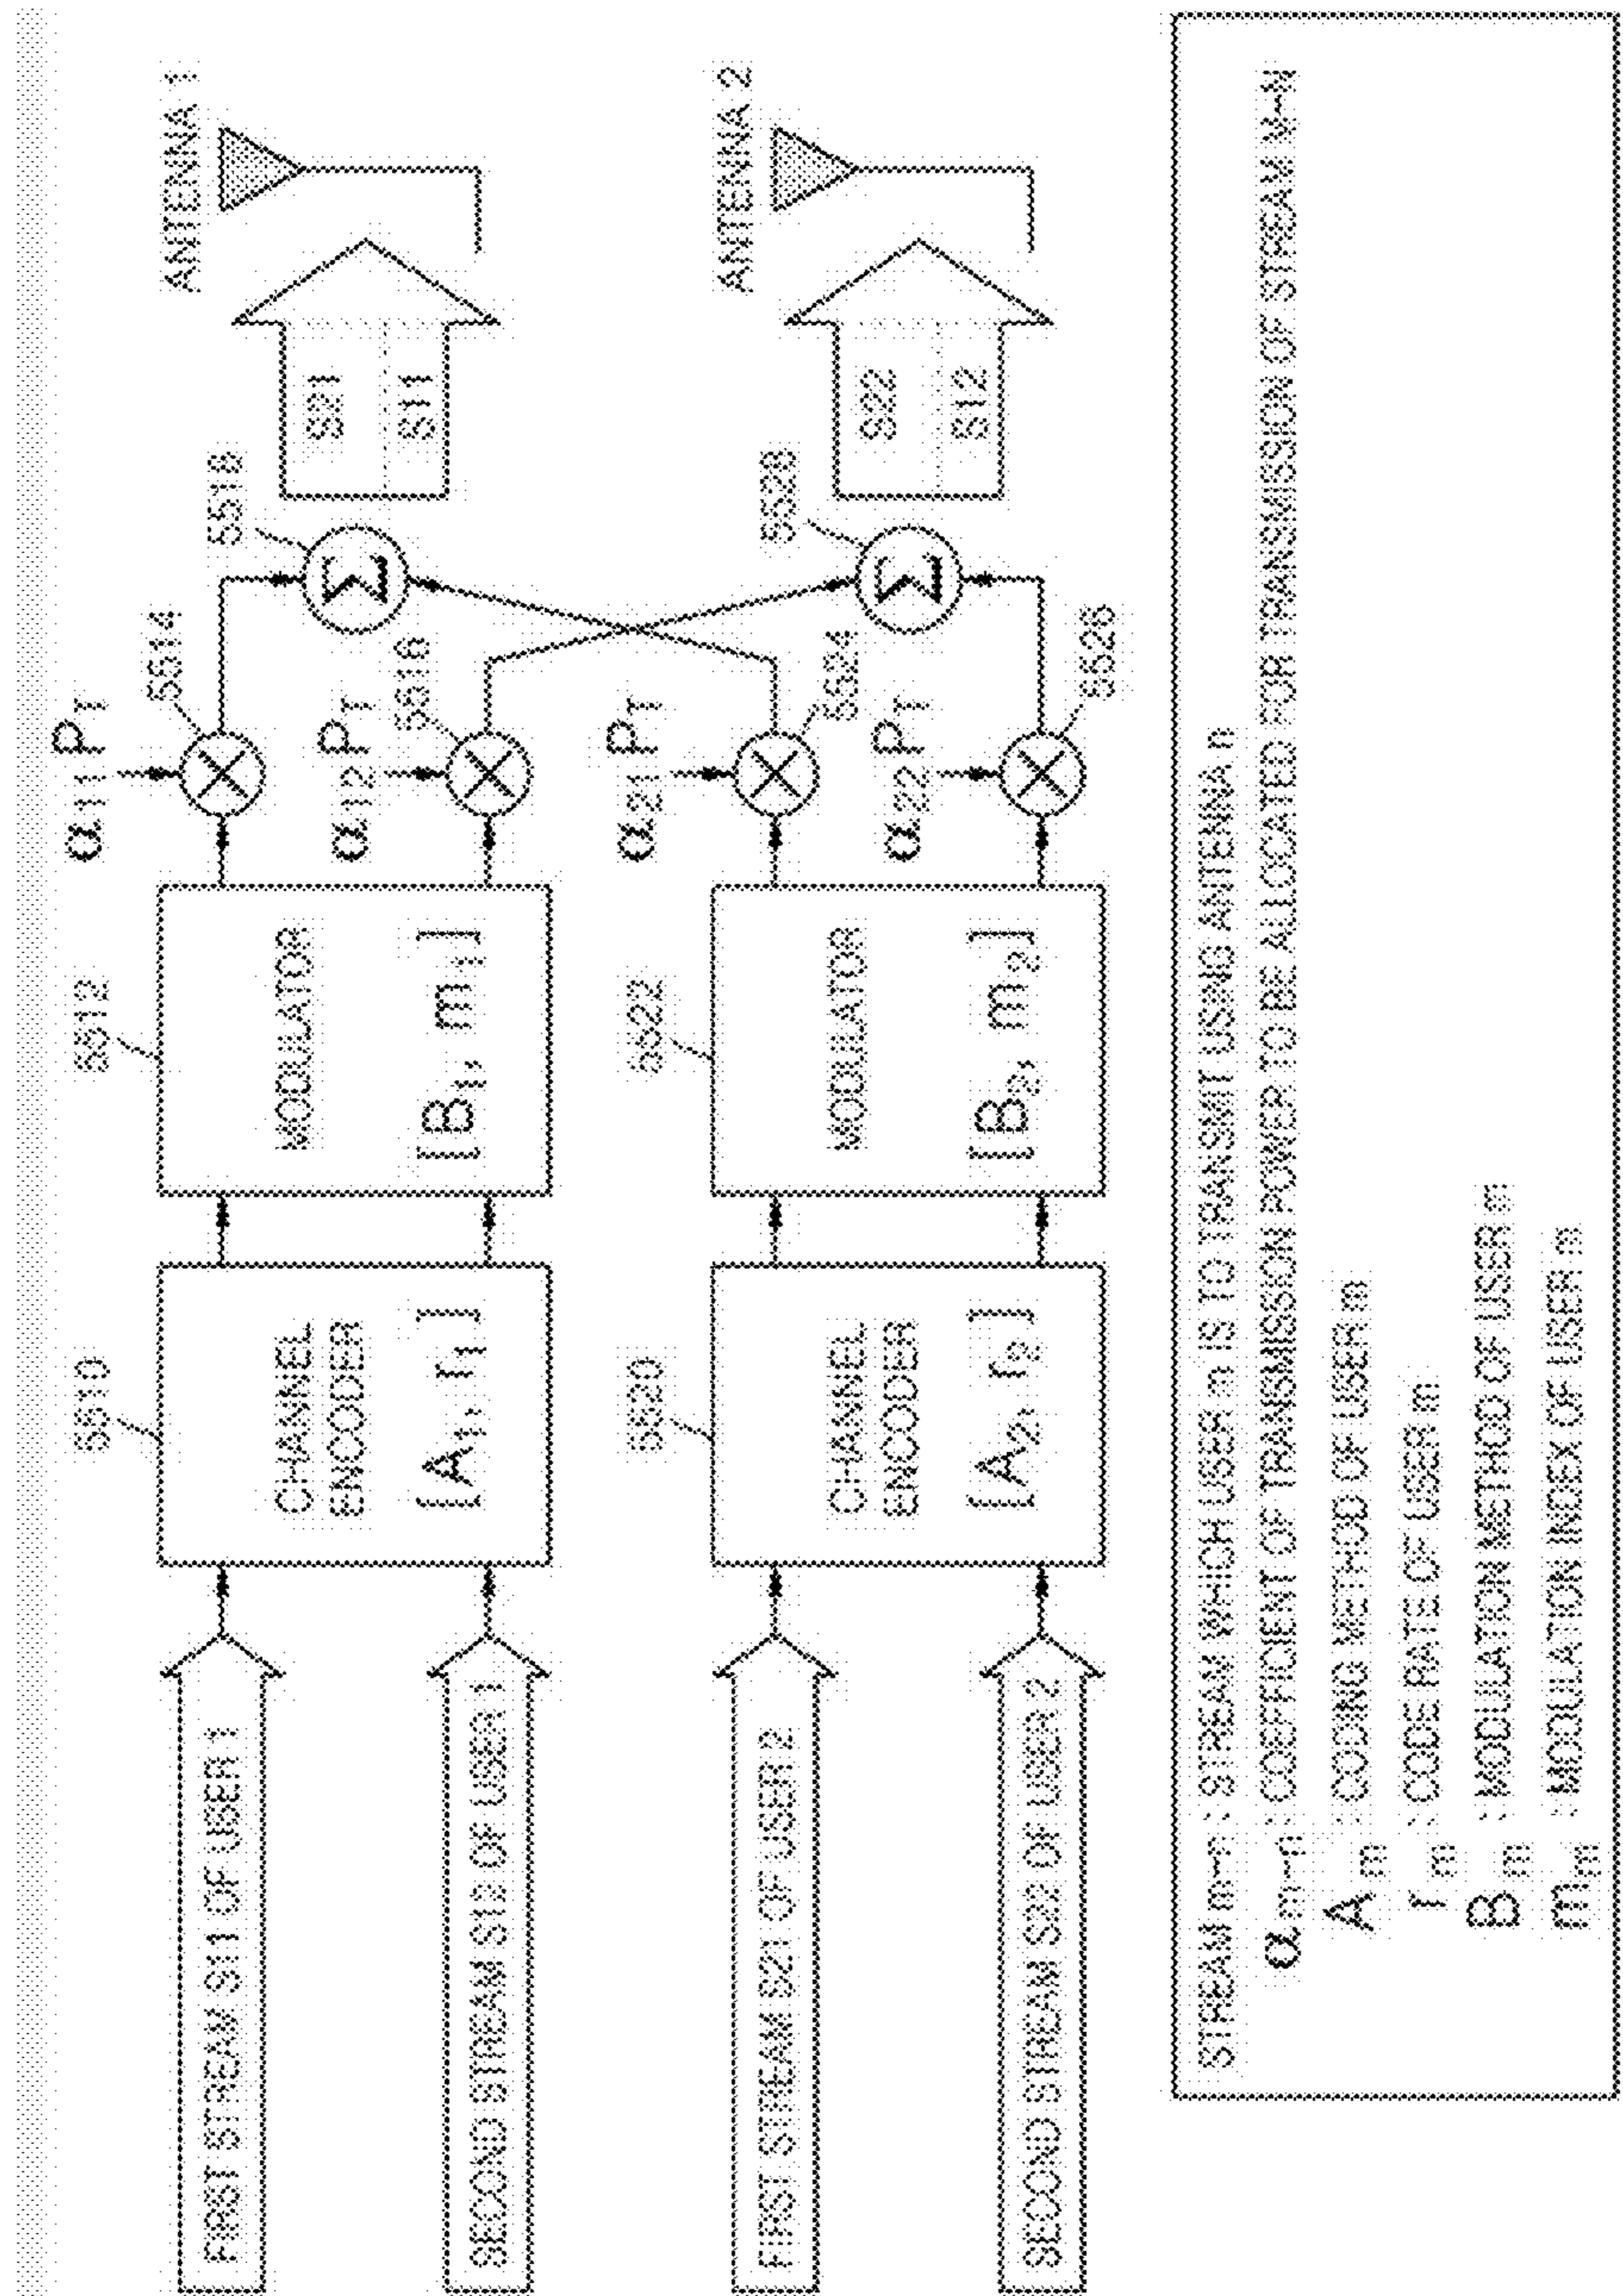 FIRST STREAM S11 OF USER 1
SECOND STREAM S12 OF USER 1
5510
CHANNEL
ENCODER
[A1, r1]
5512
MODULATOR
[B1, m1]
α11 PT
5514
α12 PT
5516
5518
S21
S11
ANTENNA 1
FIRST STREAM S21 OF USER 2
SECOND STREAM S22 OF USER 2
5520
CHANNEL
ENCODER
[A2, r2]
5522
MODULATOR
[B2, m2]
α21 PT
5524
α22 PT
5526
5528
S22
S12
ANTENNA 2
Σ
Σ
STREAM m-n : STREAM WHICH USER m IS TO TRANSMIT USING ANTENNA n
αm-n : COEFFICIENT OF TRANSMISSION POWER TO BE ALLOCATED FOR TRANSMISSION OF STREAM M-N
Am : CODING METHOD OF USER m
rm : CODE RATE OF USER m
Bm : MODULATION METHOD OF USER m
mm : MODULATION INDEX OF USER m